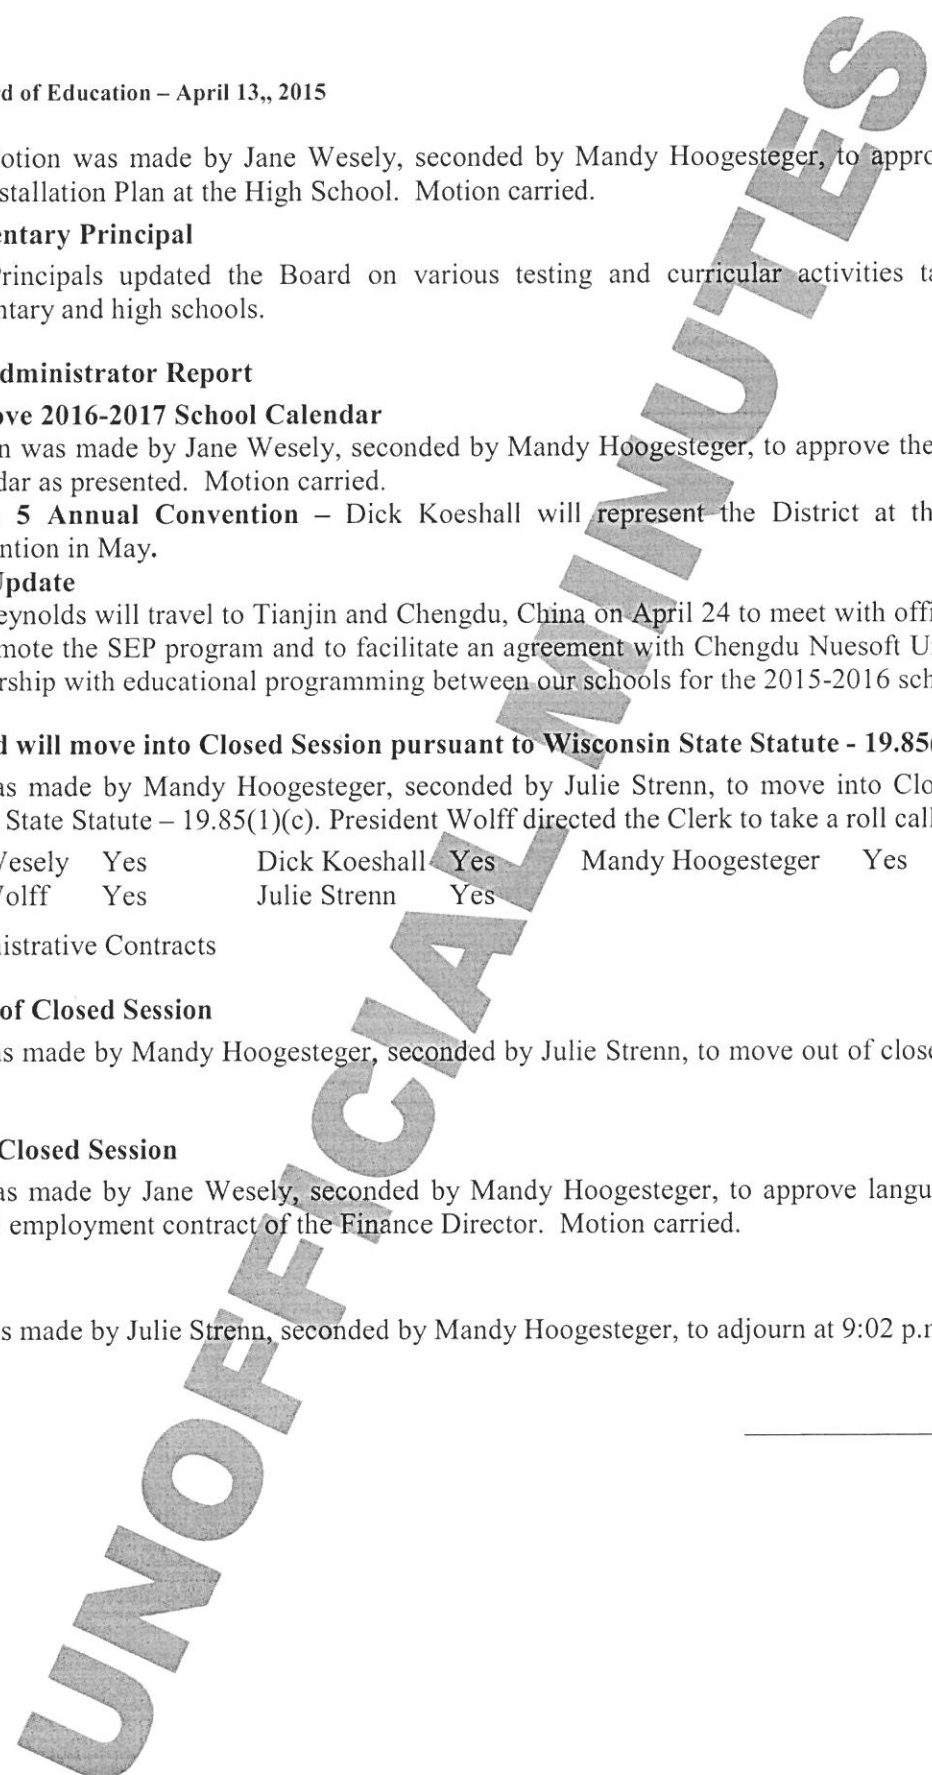 rd of Education – April 13,, 2015
otion was made by Jane Wesely, seconded by Mandy Hoogesteger, to appro
stallation Plan at the High School. Motion carried.
entary Principal
Principals updated the Board on various testing and curricular activities ta
ntary and high schools.
dministrator Report
ove 2016-2017 School Calendar
n was made by Jane Wesely, seconded by Mandy Hoogesteger, to approve the
dar as presented. Motion carried.
5 Annual Convention – Dick Koeshall will represent the District at th
ntion in May.
Update
eynolds will travel to Tianjin and Chengdu, China on April 24 to meet with offi
mote the SEP program and to facilitate an agreement with Chengdu Nuesoft U
rship with educational programming between our schools for the 2015-2016 sch
d will move into Closed Session pursuant to Wisconsin State Statute - 19.85(
as made by Mandy Hoogesteger, seconded by Julie Strenn, to move into Clo
State Statute – 19.85(1)(c). President Wolff directed the Clerk to take a roll call
Wesely Yes Dick Koeshall Yes Mandy Hoogesteger Yes
Wolff Yes Julie Strenn Yes
nistrative Contracts
of Closed Session
as made by Mandy Hoogesteger, seconded by Julie Strenn, to move out of close
Closed Session
as made by Jane Wesely, seconded by Mandy Hoogesteger, to approve langu
employment contract of the Finance Director. Motion carried.
s made by Julie Strenn, seconded by Mandy Hoogesteger, to adjourn at 9:02 p.
UNOFFICIAL MINUTES